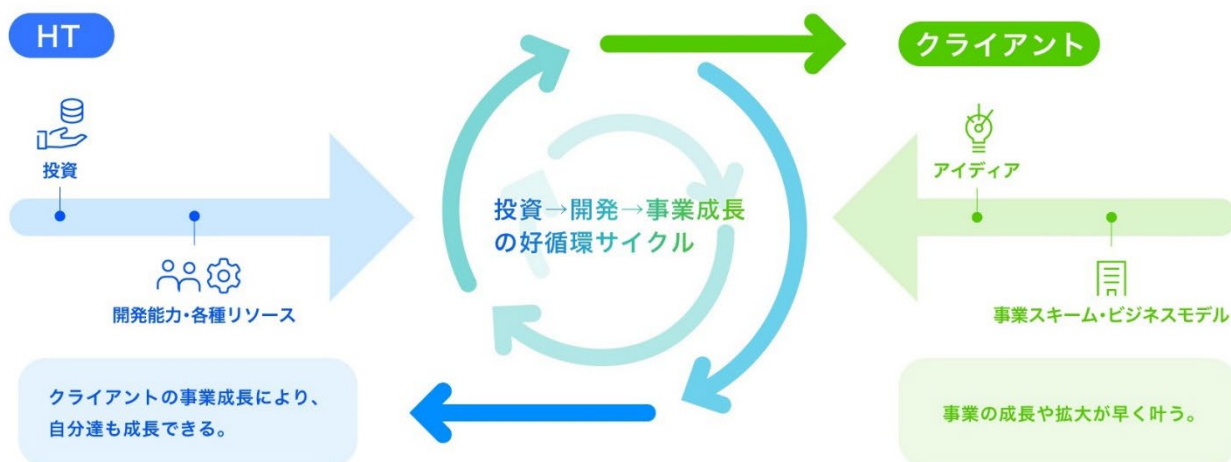 HT
クライアント
投資
アイディア
投資→開発→事業成長
の好循環サイクル
開発能力・各種リソース
事業スキーム・ビジネスモデル
クライアントの事業成長により、
自分達も成長できる。
事業の成長や拡大が早く叶う。